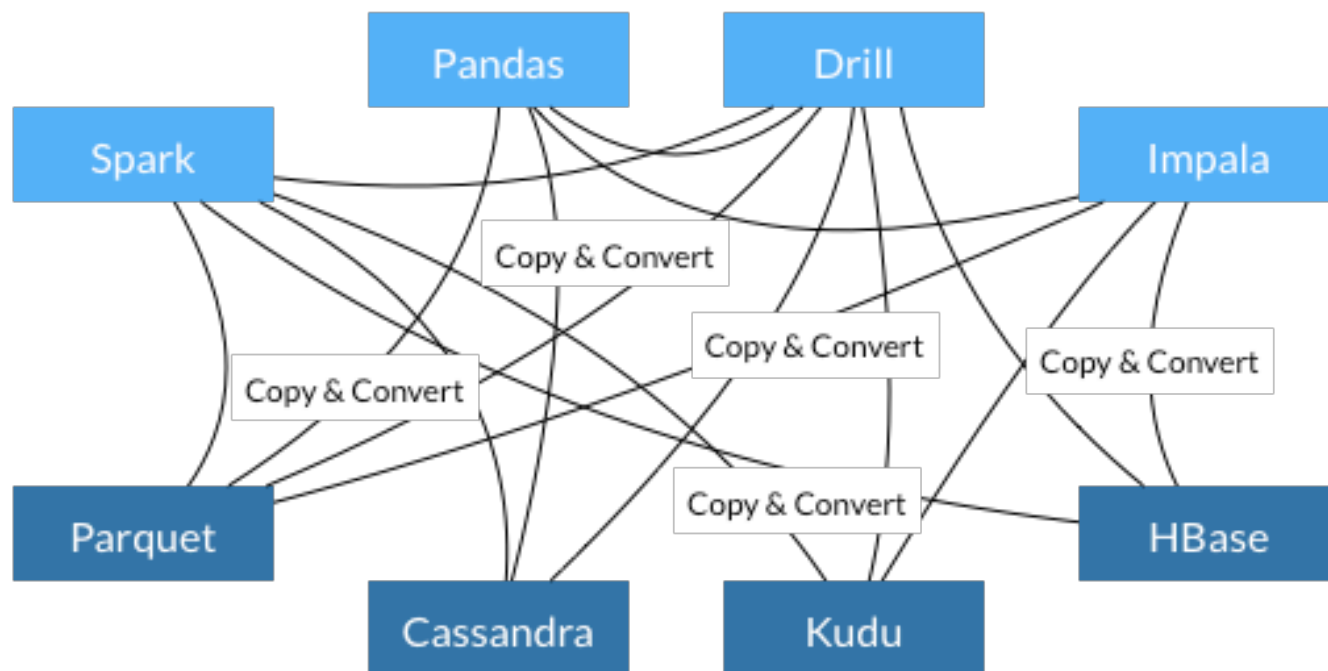 Pandas
Drill
Spark
Impala
Copy & Convert
Copy & Convert
Copy & Convert
Copy & Convert
Copy & Convert
Parquet
HBase
Cassandra
Kudu